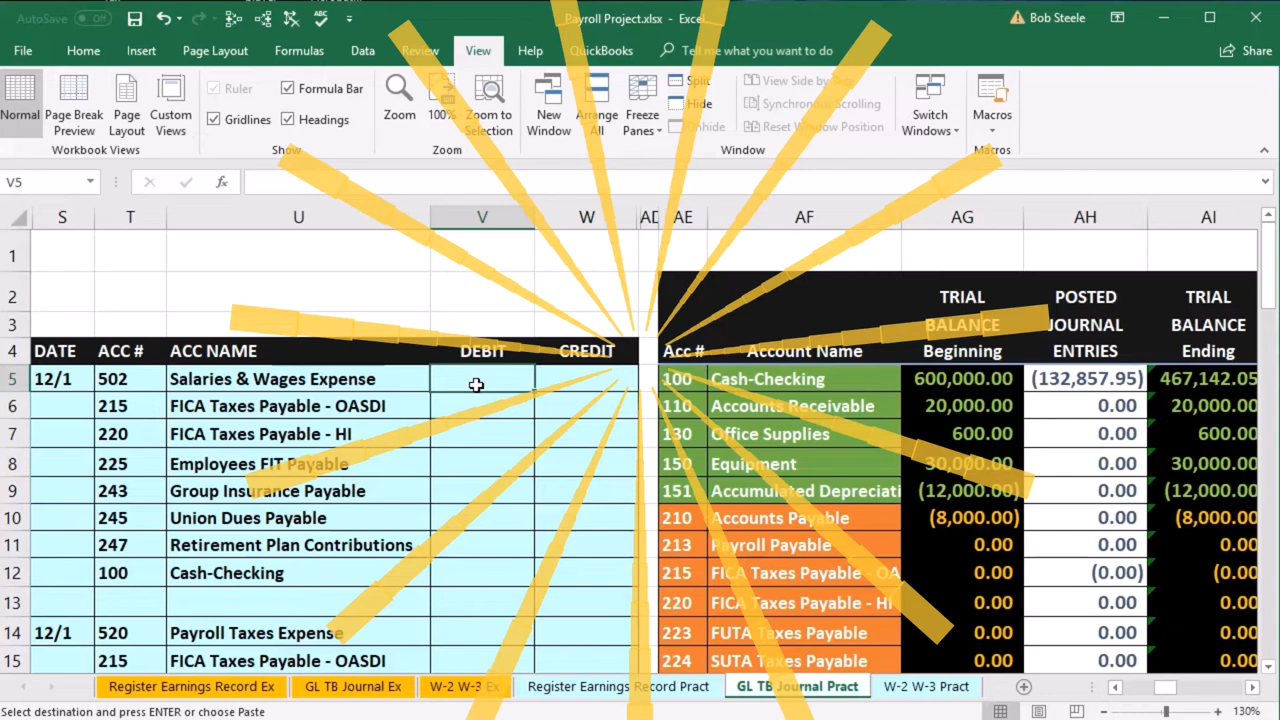 AutoSave Off Payroll Project.xlsx - Excel Bob Steele
File Home Insert Page Layout Formulas Data Review View Help QuickBooks Tell me what you want to do Share
Normal Page Break Preview Page Layout Custom Views
Ruler Formula Bar
Gridlines Headings
Zoom 100% Zoom to Selection
New Window Arrange All Freeze Panes
Split
Hide
Unhide
View Side by Side
Synchronous Scrolling
Reset Window Position
Switch Windows Macros
Workbook Views Show Zoom Window Macros
V5 fx
S T U V W AD AE AF AG AH AI
1
2 TRIAL POSTED TRIAL
3 BALANCE JOURNAL BALANCE
4 DATE ACC # ACC NAME DEBIT CREDIT Acc # Account Name Beginning ENTRIES Ending
5 12/1 502 Salaries & Wages Expense 100 Cash-Checking 600,000.00 (132,857.95) 467,142.05
6 215 FICA Taxes Payable - OASDI 110 Accounts Receivable 20,000.00 0.00 20,000.00
7 220 FICA Taxes Payable - HI 130 Office Supplies 600.00 0.00 600.00
8 225 Employees FIT Payable 150 Equipment 30,000.00 0.00 30,000.00
9 243 Group Insurance Payable 151 Accumulated Depreciati (12,000.00) 0.00 (12,000.00)
10 245 Union Dues Payable 210 Accounts Payable (8,000.00) 0.00 (8,000.00
11 247 Retirement Plan Contributions 213 Payroll Payable 0.00 0.00 0.00
12 100 Cash-Checking 215 FICA Taxes Payable - OA 0.00 (0.00) (0.00
13 220 FICA Taxes Payable - HI 0.00 0.00 0.00
14 12/1 520 Payroll Taxes Expense 223 FUTA Taxes Payable 0.00 0.00 0.00
15 215 FICA Taxes Payable - OASDI 224 SUTA Taxes Payable 0.00 0.00 0.00
Register Earnings Record Ex GL TB Journal Ex W-2 W-3 Ex Register Earnings Record Pract GL TB Journal Pract W-2 W-3 Pract
Select destination and press ENTER or choose Paste 130%